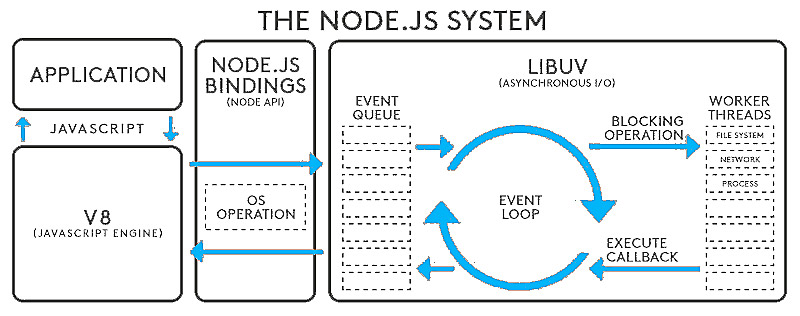 THE NODE.JS SYSTEM
APPLICATION
JAVASCRIPT
V8
(JAVASCRIPT ENGINE)
NODE.JS
BINDINGS
(NODE API)
OS
OPERATION
LIBUV
(ASYNCHRONOUS I/O)
EVENT
QUEUE
EVENT
LOOP
BLOCKING
OPERATION
EXECUTE
CALLBACK
WORKER
THREADS
FILE SYSTEM
NETWORK
PROCESS